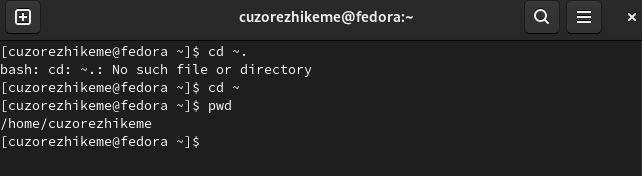 cuzorezhikeme@fedora:~
[cuzorezhikeme@fedora ~]$ cd ~.
bash: cd: ~.: No such file or directory
[cuzorezhikeme@fedora ~]$ cd ~
[cuzorezhikeme@fedora ~]$ pwd
/home/cuzorezhikeme
[cuzorezhikeme@fedora ~]$